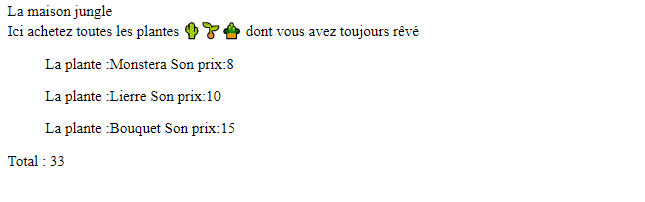 La maison jungle
Ici achetez toutes les plantes 🌵🌱🪴 dont vous avez toujours rêvé
La plante :Monstera Son prix:8
La plante :Lierre Son prix:10
La plante :Bouquet Son prix:15
Total : 33